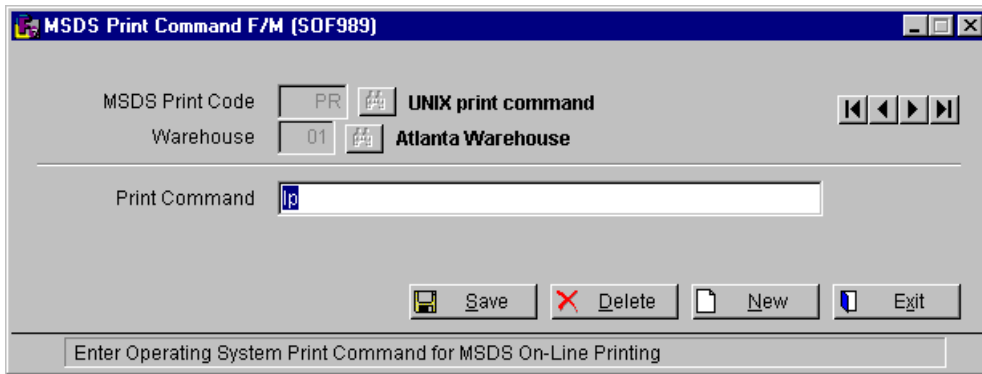 MSDS Print Command F/M (SOF989)
MSDS Print Code PR UNIX print command
Warehouse 01 Atlanta Warehouse
Print Command lp
Save Delete New Exit
Enter Operating System Print Command for MSDS On-Line Printing